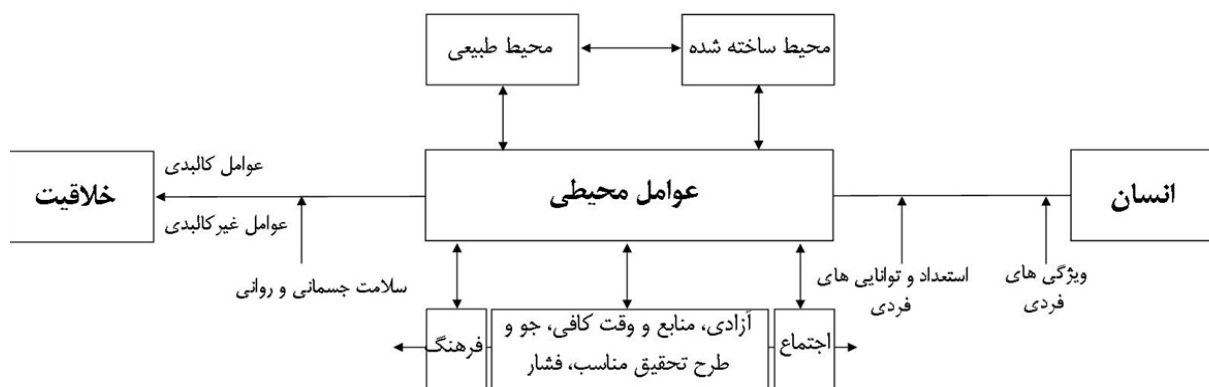 محیط ساخته شده
محیط طبیعی
انسان
عوامل محیطی
خلاقیت
عوامل کالبدی
عوامل غیرکالبدی
ویژگی های
فردی
استعداد و توانایی های
فردی
سلامت جسمانی و روانی
اجتماع
آزادی، منابع و وقت کافی، جو و
طرح تحقیق مناسب، فشار
فرهنگ